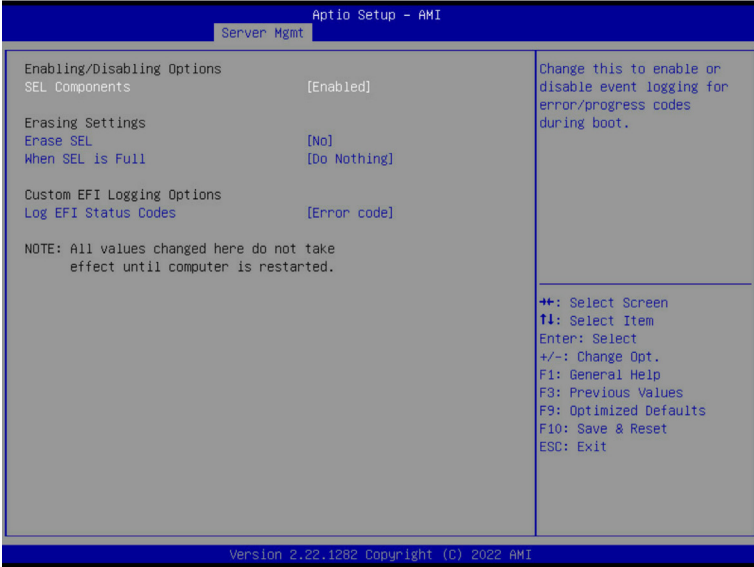 Aptio Setup – AMI
Server Mgmt
Enabling/Disabling Options
SEL Components [Enabled]
Erasing Settings
Erase SEL [No]
When SEL is Full [Do Nothing]
Custom EFI Logging Options
Log EFI Status Codes [Error code]
NOTE: All values changed here do not take
effect until computer is restarted.
Change this to enable or
disable event logging for
error/progress codes
during boot.
→←: Select Screen
↑↓: Select Item
Enter: Select
+/-: Change Opt.
F1: General Help
F3: Previous Values
F9: Optimized Defaults
F10: Save & Reset
ESC: Exit
Version 2.22.1282 Copyright (C) 2022 AMI